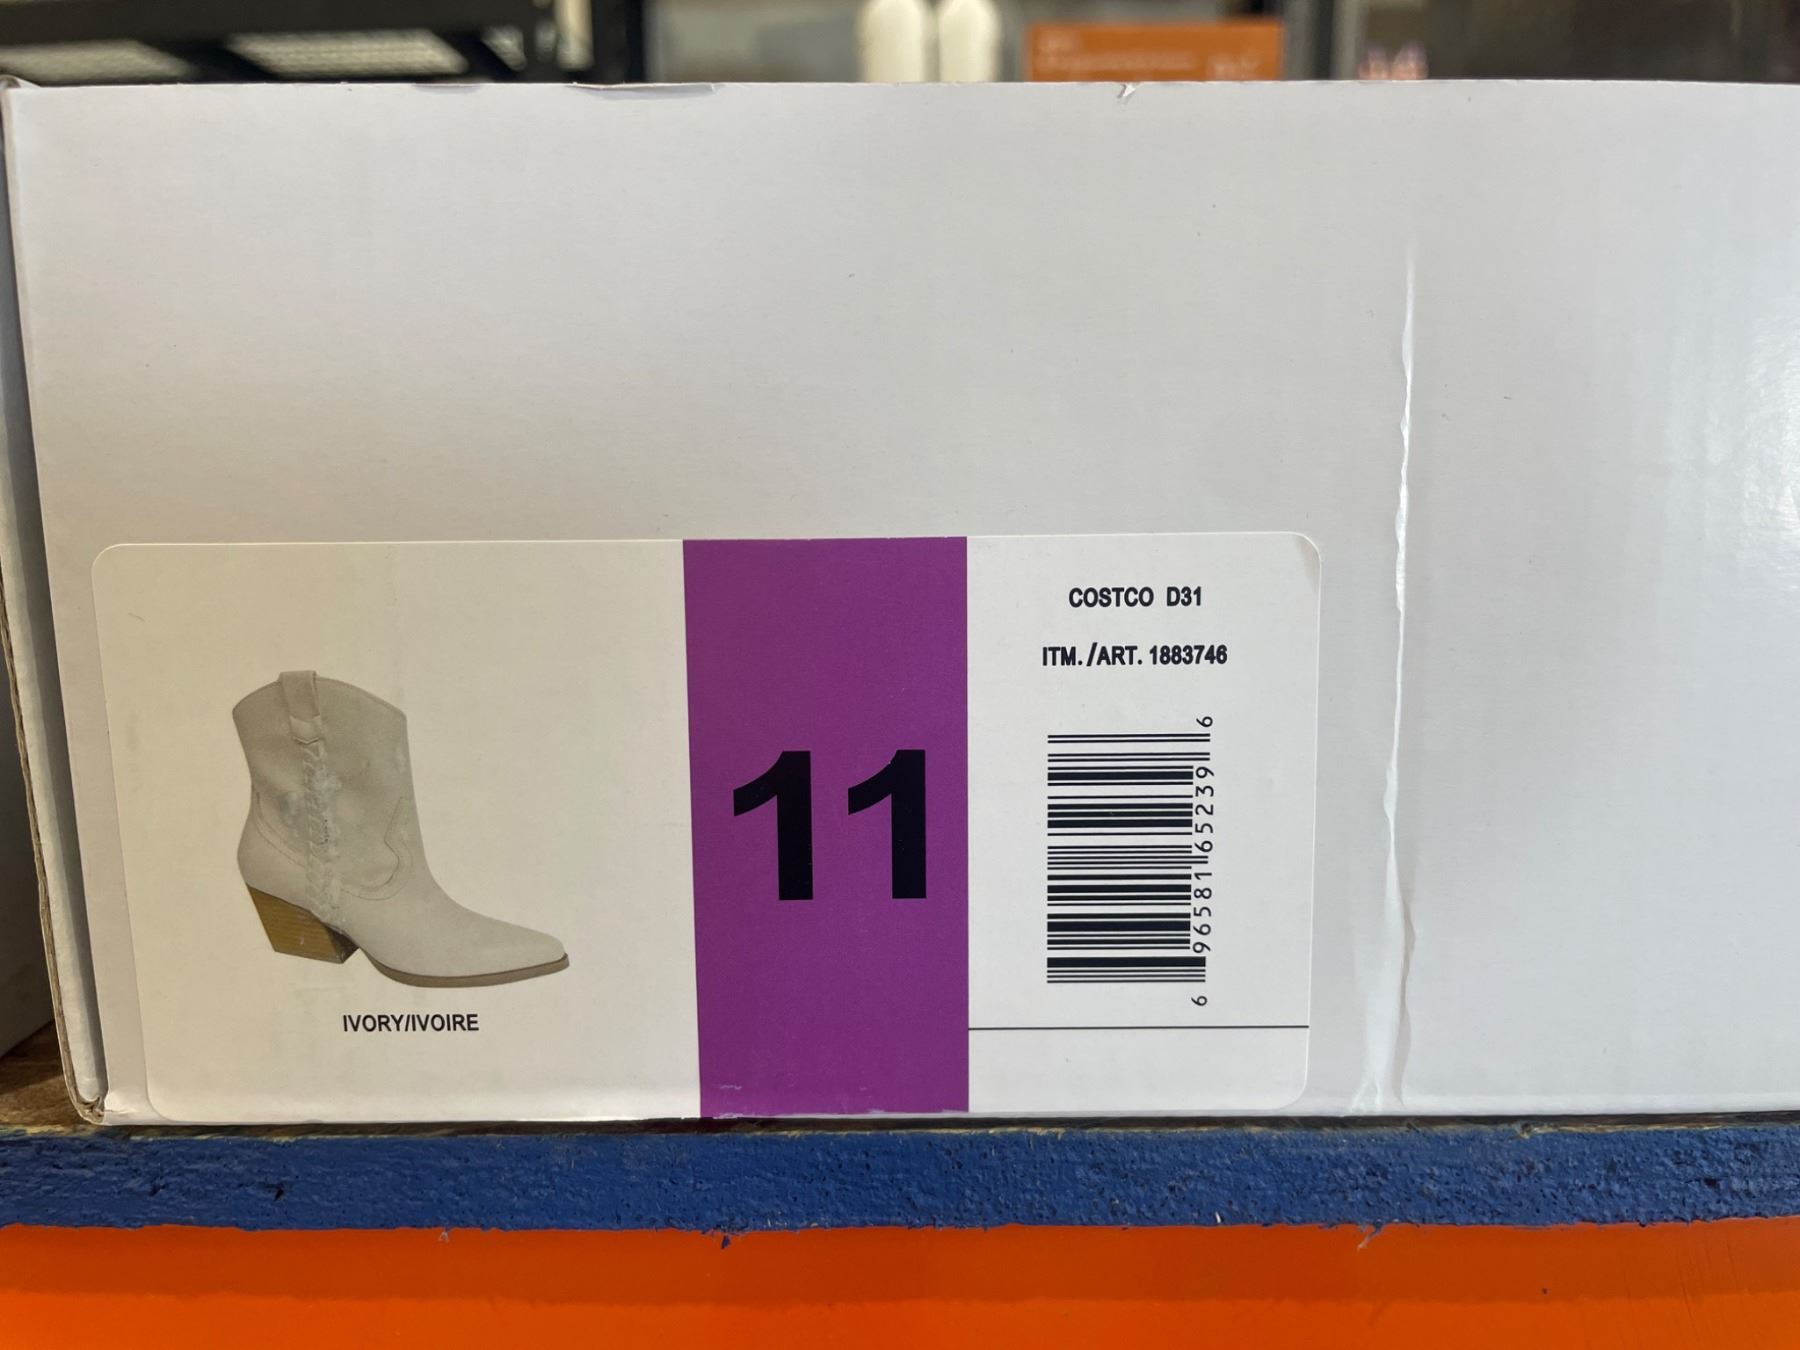 IVORY/IVOIRE
11
COSTCO D31
ITM./ART. 1883746
6 96581 65239 6